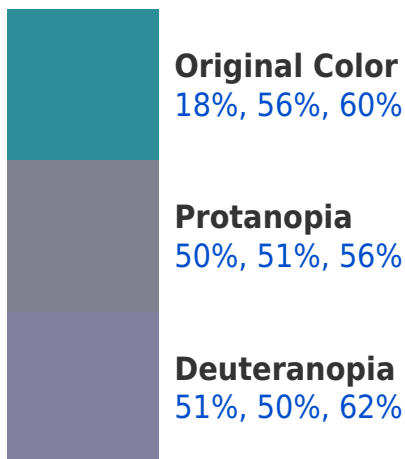 Original Color
18%, 56%, 60%
Protanopia
50%, 51%, 56%
Deuteranopia
51%, 50%, 62%